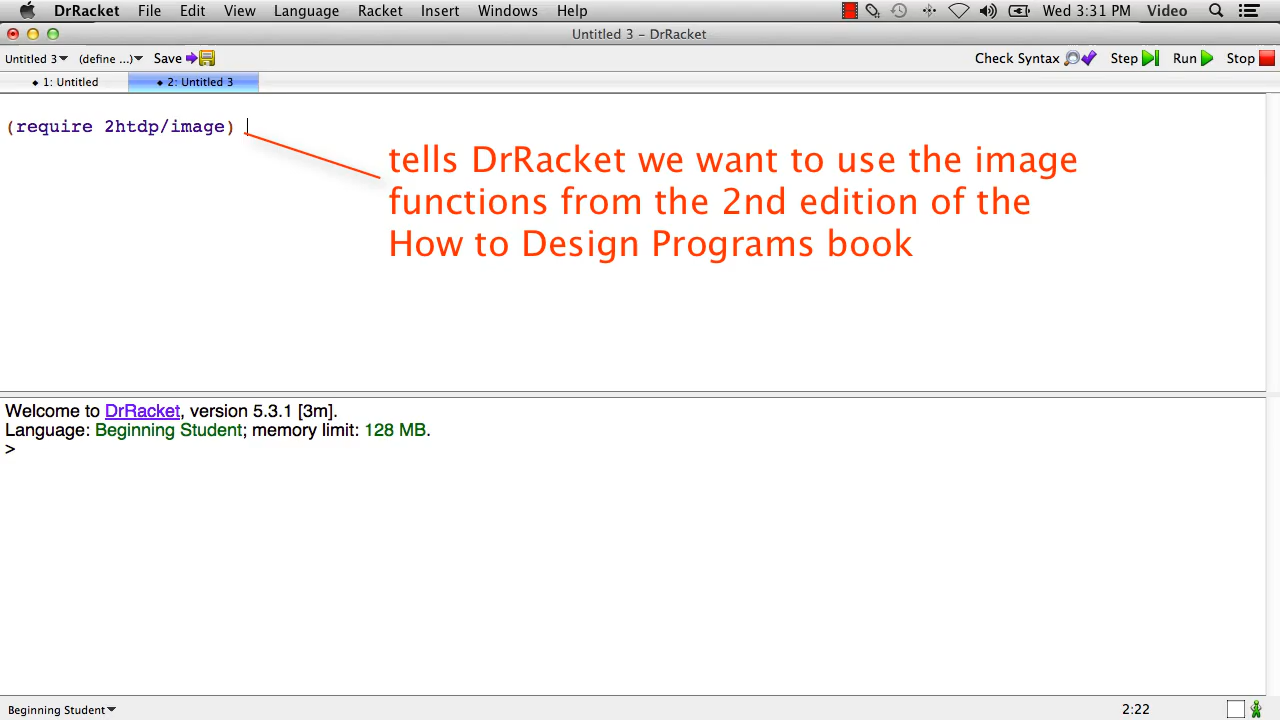 DrRacket File Edit View Language Racket Insert Windows Help Wed 3:31 PM Video
Untitled 3 – DrRacket
Untitled 3 (define ...) Save Check Syntax Step Run Stop
1: Untitled 2: Untitled 3
(require 2htdp/image)
tells DrRacket we want to use the image
functions from the 2nd edition of the
How to Design Programs book
Welcome to DrRacket, version 5.3.1 [3m].
Language: Beginning Student; memory limit: 128 MB.
>
Beginning Student 2:22